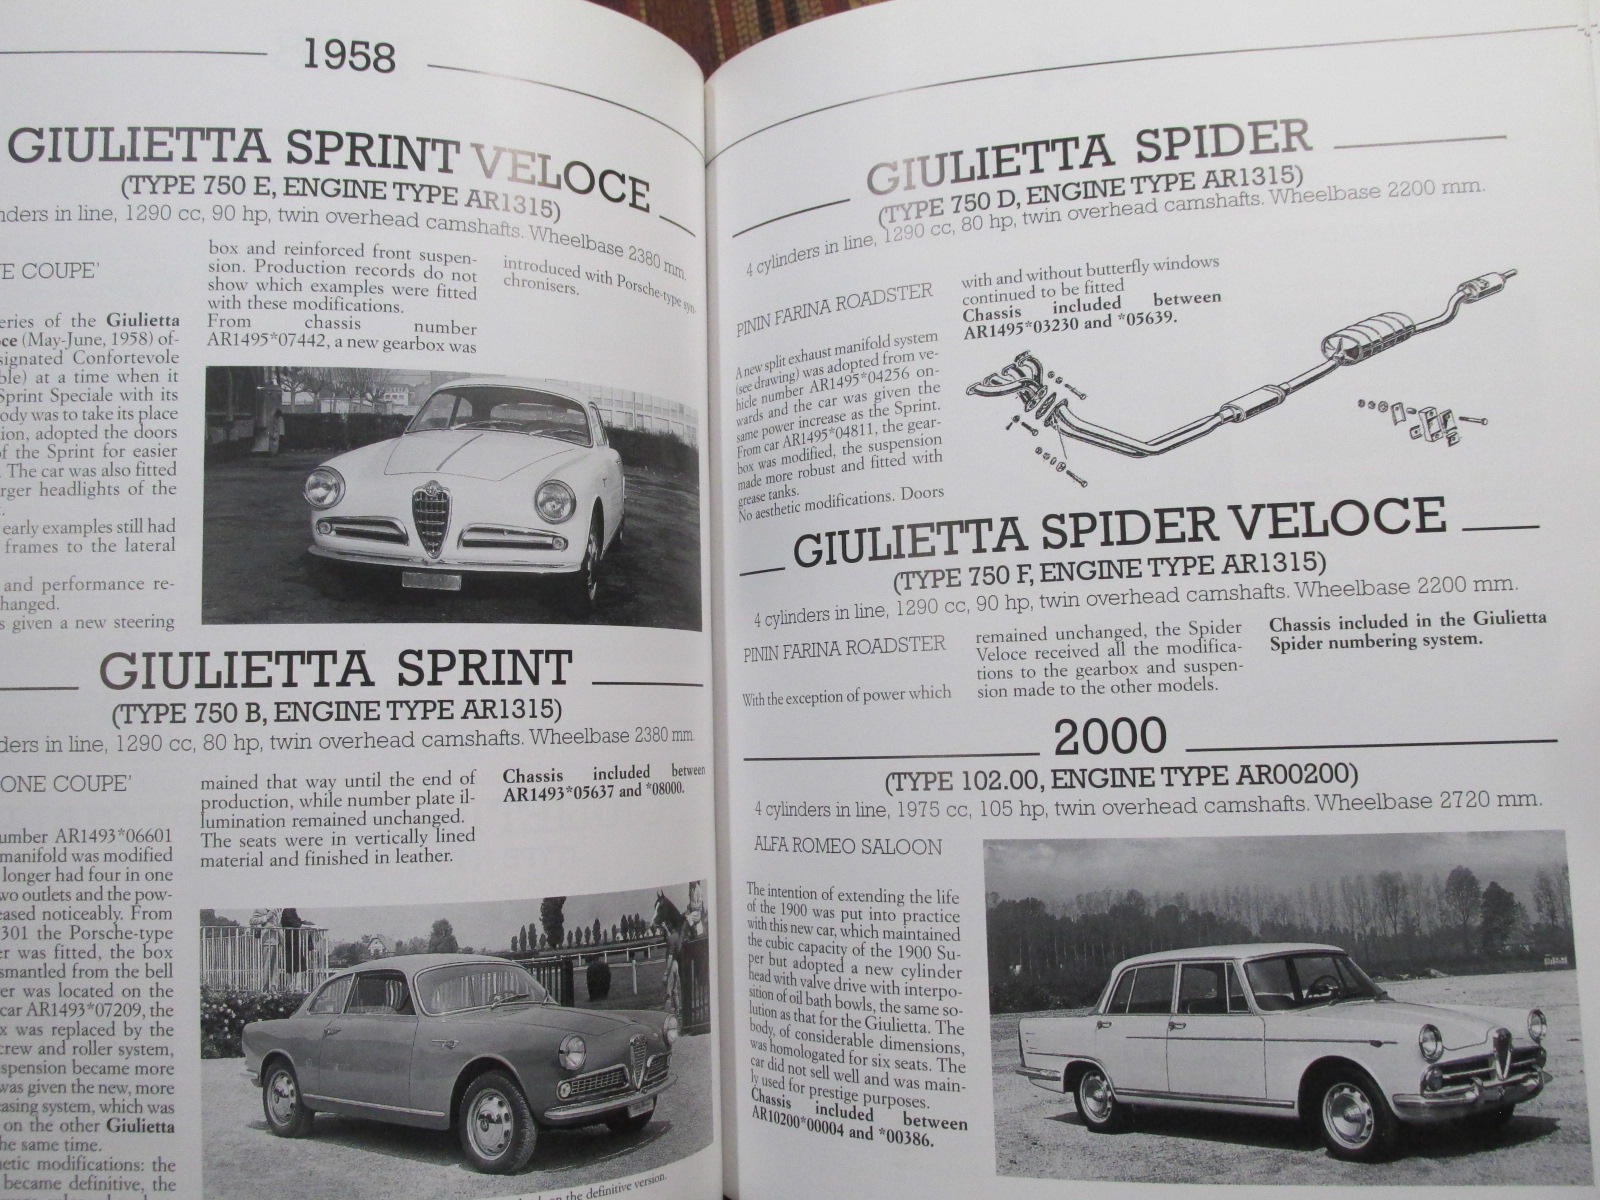 1958
GIULIETTA SPRINT VELOCE
(TYPE 750 E, ENGINE TYPE AR1315)
in line, 1290 cc, 90 hp, twin overhead camshafts. Wheelbase 2380 mm.
COUPE'
of the Giulietta
(May-June, 1958) of-
Confortevole
at a time when it
Sprint Speciale with its
was to take its place
adopted the doors
of the Sprint for easier
The car was also fitted
headlights of the
early examples still had
frames to the lateral
and performance re-
given a new steering
box and reinforced front suspen-
sion. Production records do not
show which examples were fitted
with these modifications.
From chassis number
AR1495*07442, a new gearbox was
introduced with Porsche-type syn-
chronisers.
GIULIETTA SPRINT
(TYPE 750 B, ENGINE TYPE AR1315)
in line, 1290 cc, 80 hp, twin overhead camshafts. Wheelbase 2380 mm.
COUPE'
AR1493*06601
manifold was modified
longer had four in one
outlets and the pow-
noticeably. From
the Porsche-type
was fitted, the box
from the bell
was located on the
car AR1493*07209, the
was replaced by the
and roller system,
became more
was given the new, more
system, which was
on the other Giulietta
same time.
modifications: the
became definitive, the
mained that way until the end of
production, while number plate il-
lumination remained unchanged.
The seats were in vertically lined
material and finished in leather.
Chassis included between
AR1493*05637 and *08000.
on the definitive version.
GIULIETTA SPIDER
(TYPE 750 D, ENGINE TYPE AR1315)
4 cylinders in line, 1290 cc, 80 hp, twin overhead camshafts. Wheelbase 2200 mm.
PININ FARINA ROADSTER
A new split exhaust manifold system
(see drawing) was adopted from ve-
hicle number AR1495*04256 on-
wards and the car was given the
same power increase as the Sprint.
From car AR1495*04811, the gear-
box was modified, the suspension
made more robust and fitted with
grease tanks.
No aesthetic modifications. Doors
with and without butterfly windows
continued to be fitted
Chassis included between
AR1495*03230 and *05639.
GIULIETTA SPIDER VELOCE
(TYPE 750 F, ENGINE TYPE AR1315)
4 cylinders in line, 1290 cc, 90 hp, twin overhead camshafts. Wheelbase 2200 mm.
PININ FARINA ROADSTER
With the exception of power which
remained unchanged, the Spider
Veloce received all the modifica-
tions to the gearbox and suspen-
sion made to the other models.
Chassis included in the Giulietta
Spider numbering system.
2000
(TYPE 102.00, ENGINE TYPE AR00200)
4 cylinders in line, 1975 cc, 105 hp, twin overhead camshafts. Wheelbase 2720 mm.
ALFA ROMEO SALOON
The intention of extending the life
of the 1900 was put into practice
with this new car, which maintained
the cubic capacity of the 1900 Su-
per but adopted a new cylinder
head with valve drive with interpo-
sition of oil bath bowls, the same so-
lution as that for the Giulietta. The
body, of considerable dimensions,
was homologated for six seats. The
car did not sell well and was main-
ly used for prestige purposes.
Chassis included between
AR10200*00004 and *00386.